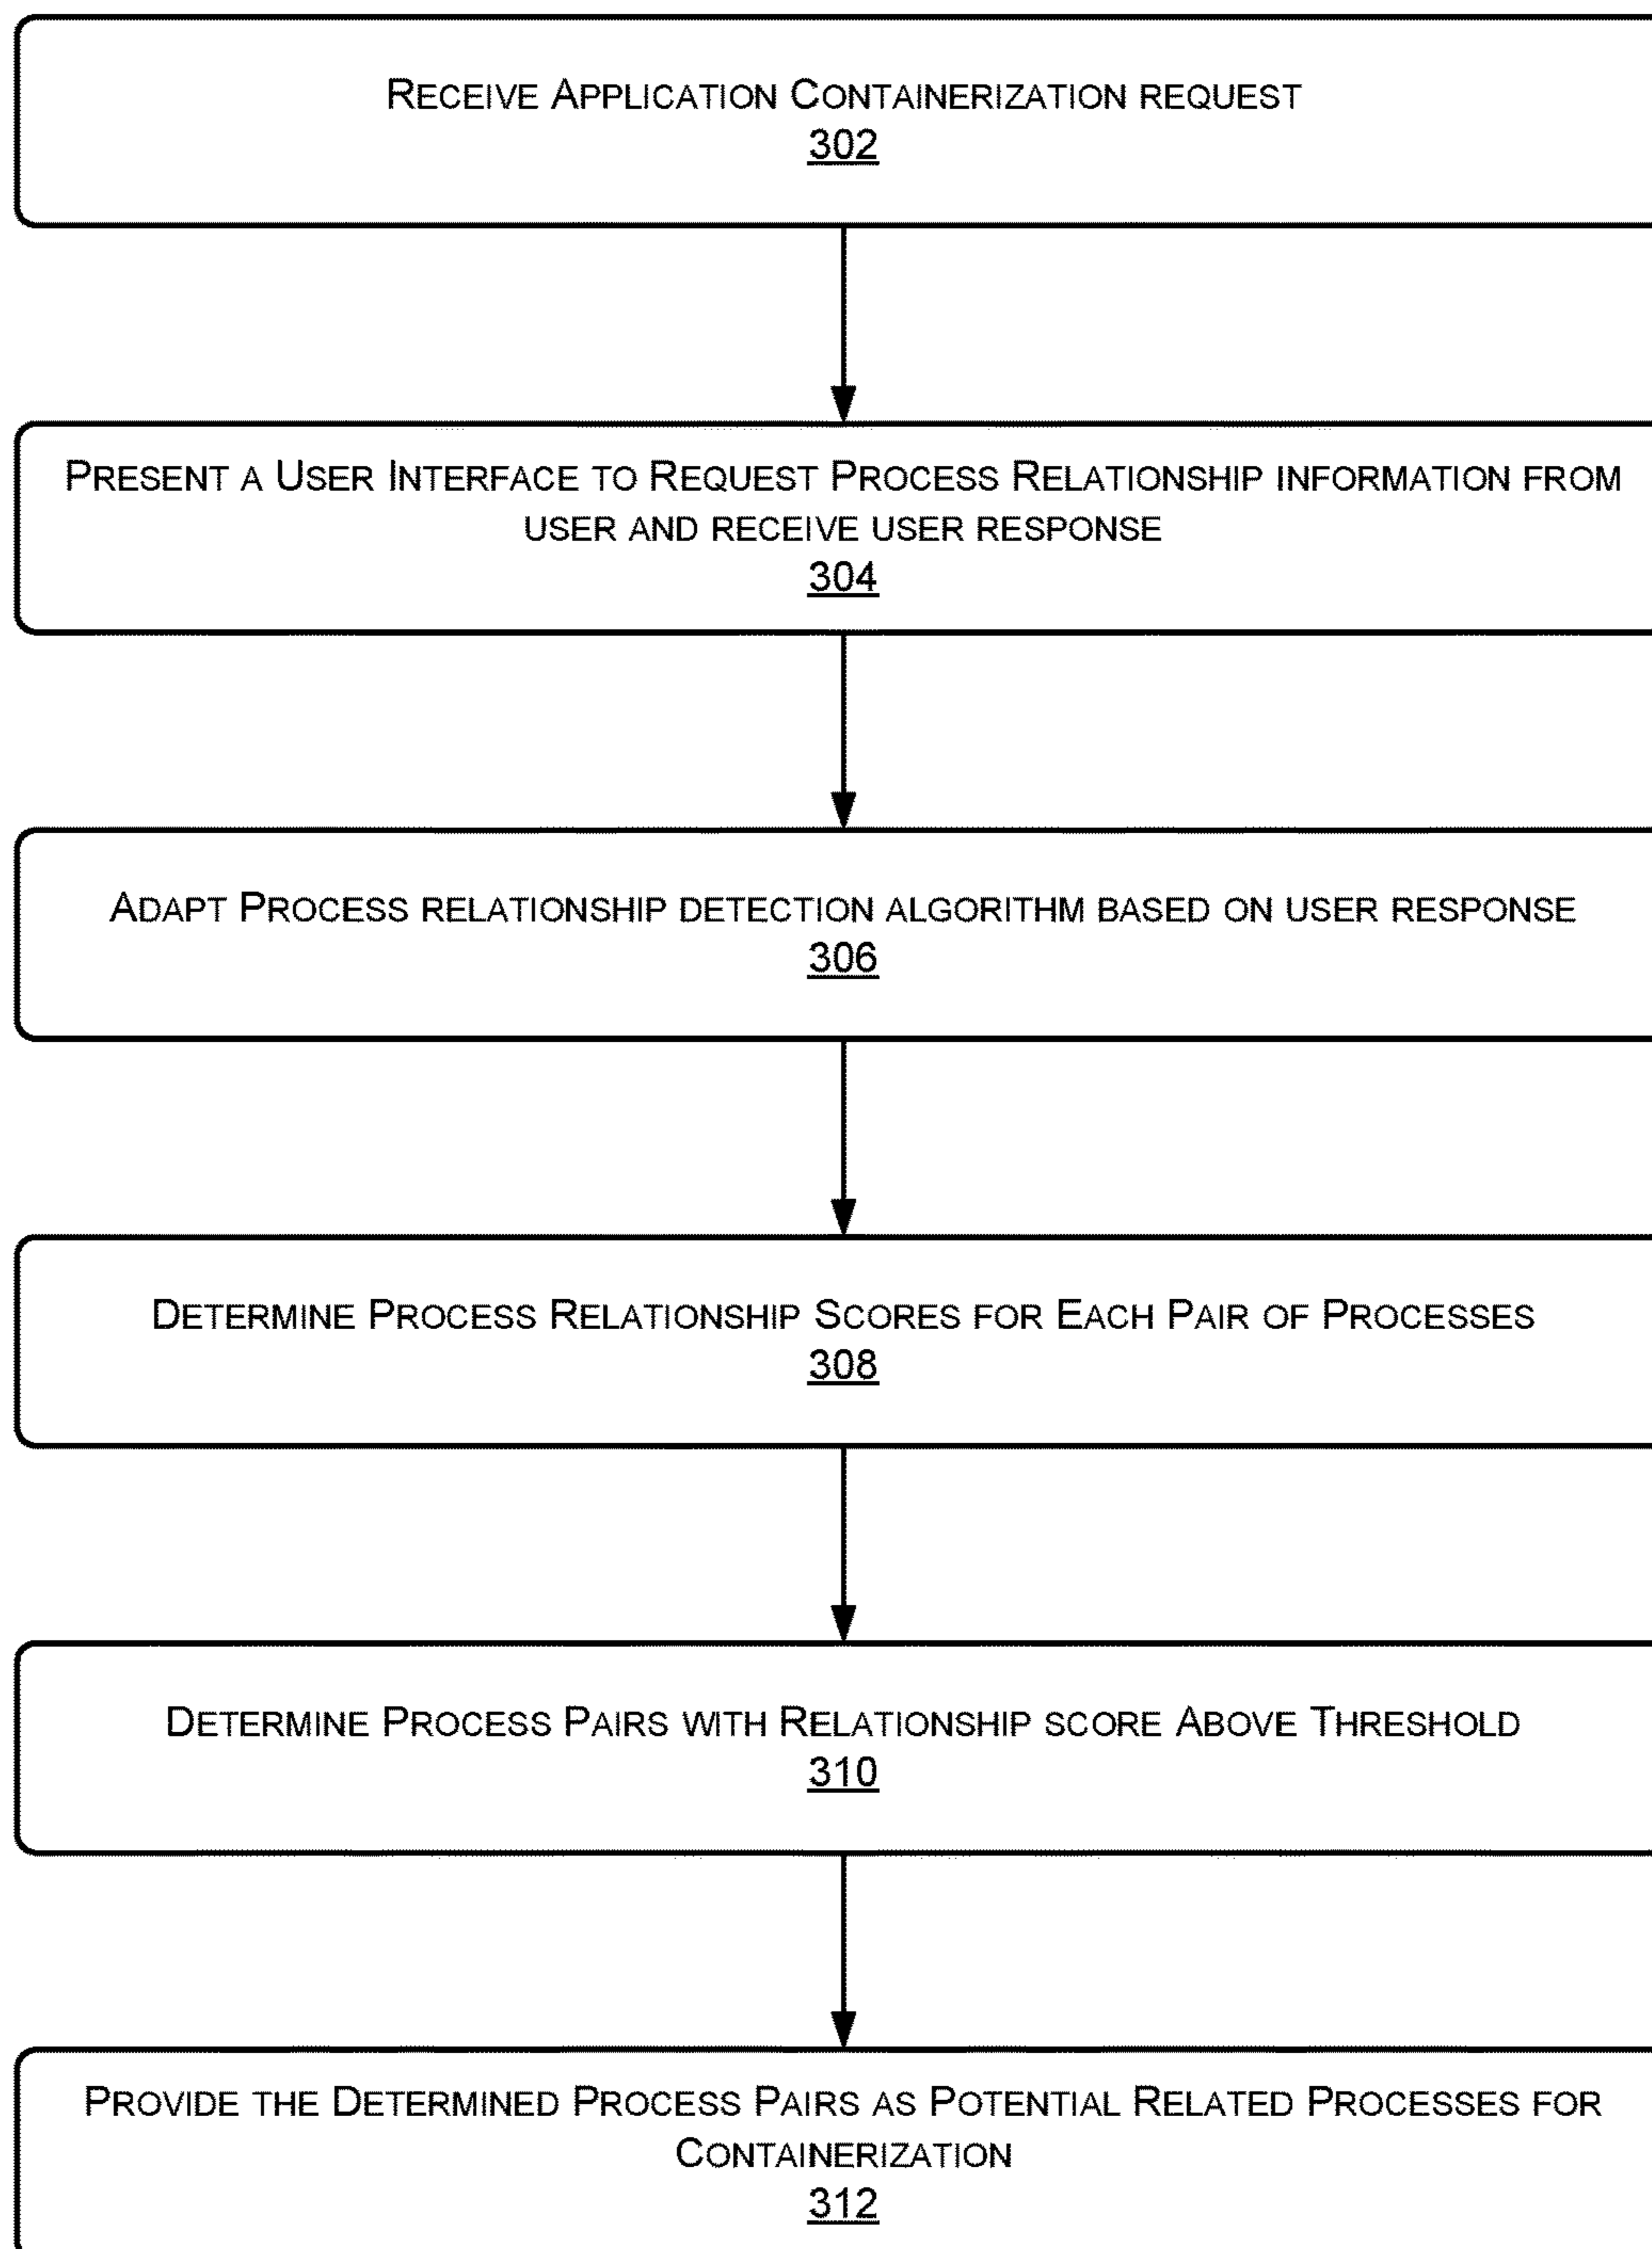 Receive Application Containerization request
302
Present a User Interface to Request Process Relationship information from
user and receive user response
304
Adapt Process relationship detection algorithm based on user response
306
Determine Process Relationship Scores for Each Pair of Processes
308
Determine Process Pairs with Relationship score Above Threshold
310
Provide the Determined Process Pairs as Potential Related Processes for
Containerization
312